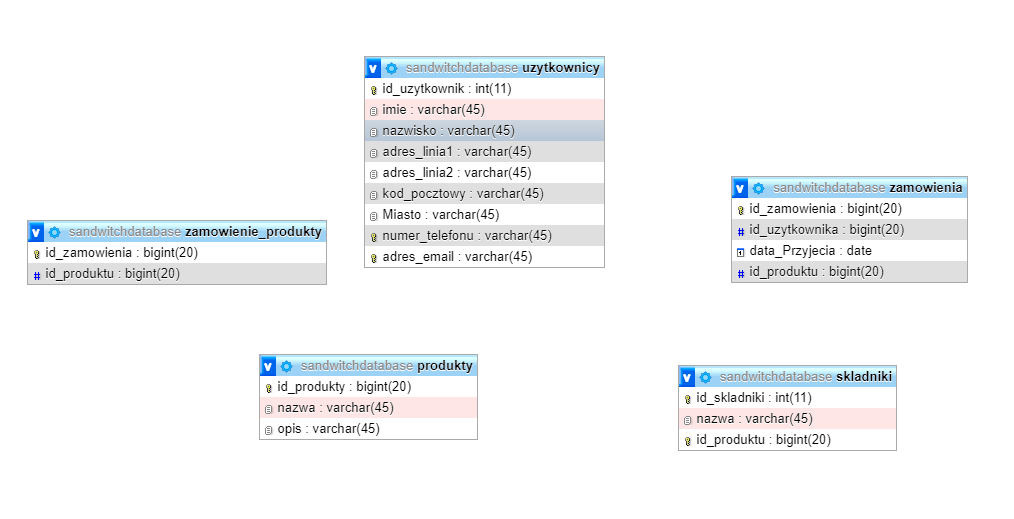 v sandwitchdatabase uzytkownicy
id_uzytkownik : int(11)
imie : varchar(45)
nazwisko : varchar(45)
adres_linia1 : varchar(45)
adres_linia2 : varchar(45)
kod_pocztowy : varchar(45)
Miasto : varchar(45)
numer_telefonu : varchar(45)
adres_email : varchar(45)
v sandwitchdatabase zamowienia
id_zamowienia : bigint(20)
# id_uzytkownika : bigint(20)
data_Przyjecia : date
# id_produktu : bigint(20)
v sandwitchdatabase zamowienie_produkty
id_zamowienia : bigint(20)
# id_produktu : bigint(20)
v sandwitchdatabase produkty
id_produkty : bigint(20)
nazwa : varchar(45)
opis : varchar(45)
v sandwitchdatabase skladniki
id_skladniki : int(11)
nazwa : varchar(45)
id_produktu : bigint(20)